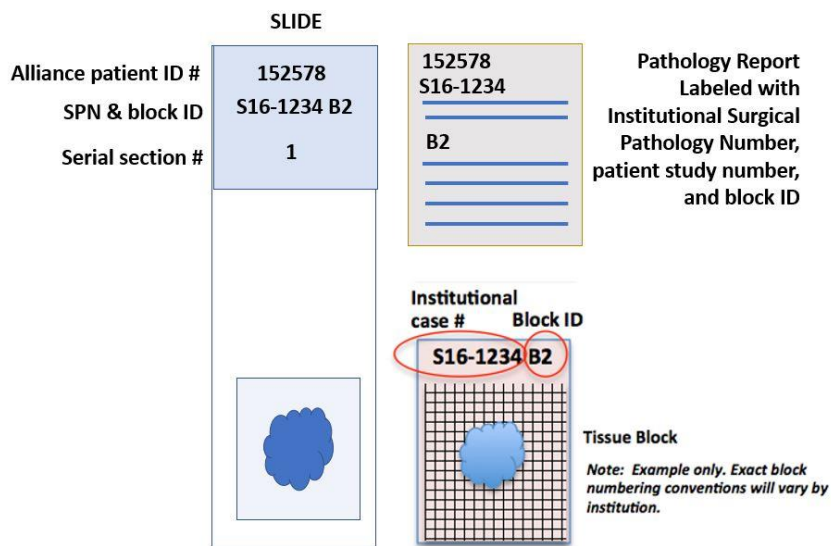 SLIDE
Alliance patient ID #
152578
SPN & block ID
S16-1234 B2
Serial section #
1
152578
S16-1234
B2
Pathology Report
Labeled with
Institutional Surgical
Pathology Number,
patient study number,
and block ID
Institutional
case #
Block ID
S16-1234 B2
Tissue Block
Note: Example only. Exact block
numbering conventions will vary by
institution.